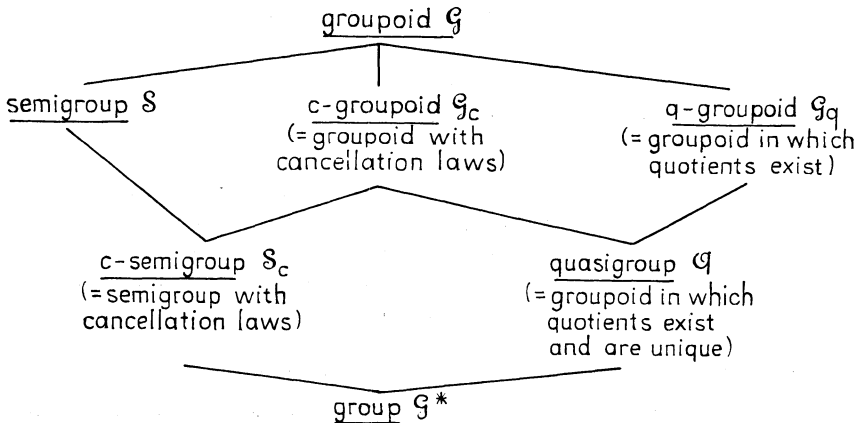 groupoid 𝒢
semigroup 𝒮
c-groupoid 𝒢c
(= groupoid with
cancellation laws)
q-groupoid 𝒢q
(= groupoid in which
quotients exist)
c-semigroup 𝒮c
(= semigroup with
cancellation laws)
quasigroup 𝒬
(= groupoid in which
quotients exist
and are unique)
group 𝒢*